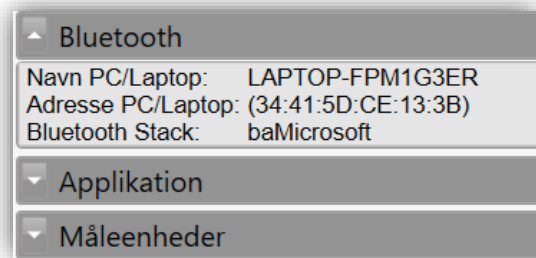 Bluetooth
Navn PC/Laptop: LAPTOP-FPM1G3ER
Adresse PC/Laptop: (34:41:5D:CE:13:3B)
Bluetooth Stack: baMicrosoft
Applikation
Måleenheder